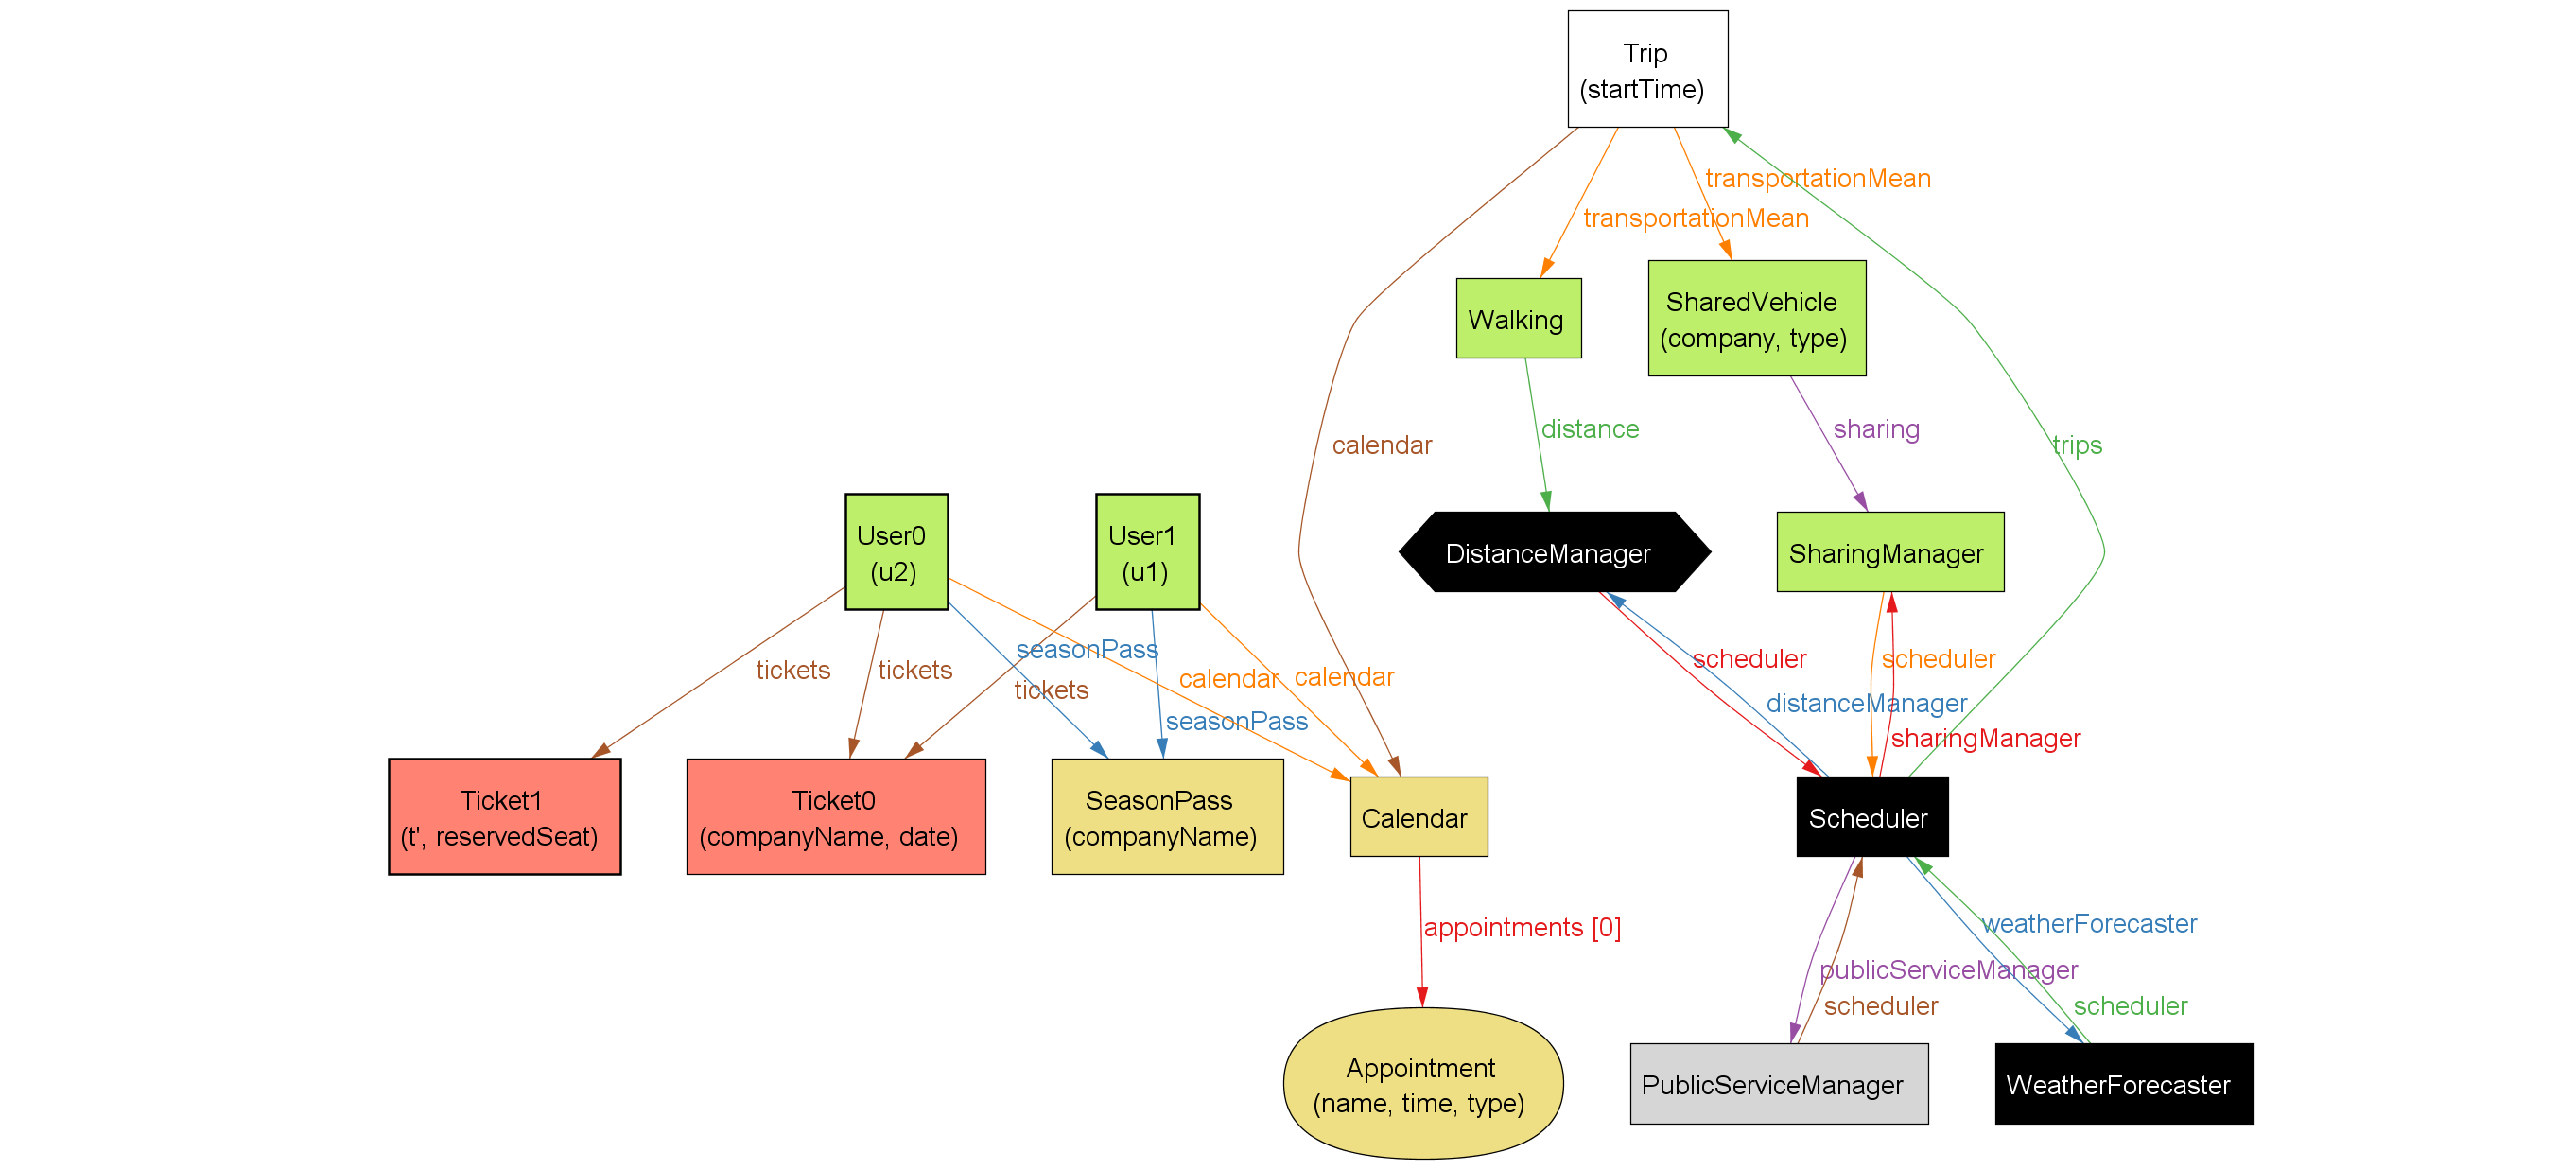 Trip
(startTime)
transportationMean
transportationMean
Walking
SharedVehicle
(company, type)
calendar
distance
sharing
trips
User0
(u2)
User1
(u1)
DistanceManager
SharingManager
tickets
tickets
seasonPass
tickets
calendar
calendar
seasonPass
scheduler
scheduler
distanceManager
sharingManager
Ticket1
(t', reservedSeat)
Ticket0
(companyName, date)
SeasonPass
(companyName)
Calendar
Scheduler
appointments [0]
weatherForecaster
publicServiceManager
scheduler
scheduler
Appointment
(name, time, type)
PublicServiceManager
WeatherForecaster